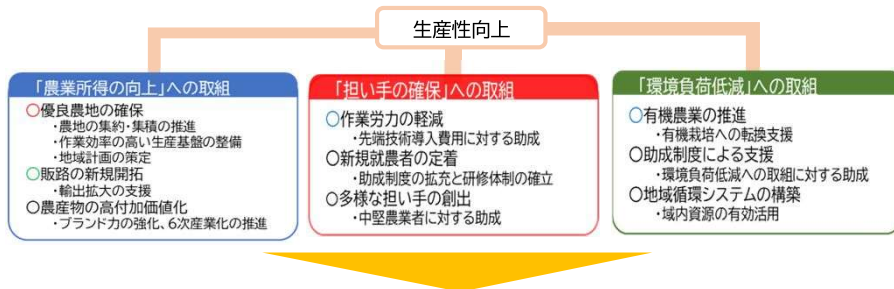 生産性向上
「農業所得の向上」への取組
○優良農地の確保
・農地の集約・集積の推進
・作業効率の高い生産基盤の整備
・地域計画の策定
○販路の新規開拓
・輸出拡大の支援
○農産物の高付加価値化
・ブランド力の強化、6次産業化の推進
「担い手の確保」への取組
○作業労力の軽減
・先端技術導入費用に対する助成
○新規就農者の定着
・助成制度の拡充と研修体制の確立
○多様な担い手の創出
・中堅農業者に対する助成
「環境負荷低減」への取組
○有機農業の推進
・有機栽培への転換支援
○助成制度による支援
・環境負荷低減への取組に対する助成
○地域循環システムの構築
・域内資源の有効活用